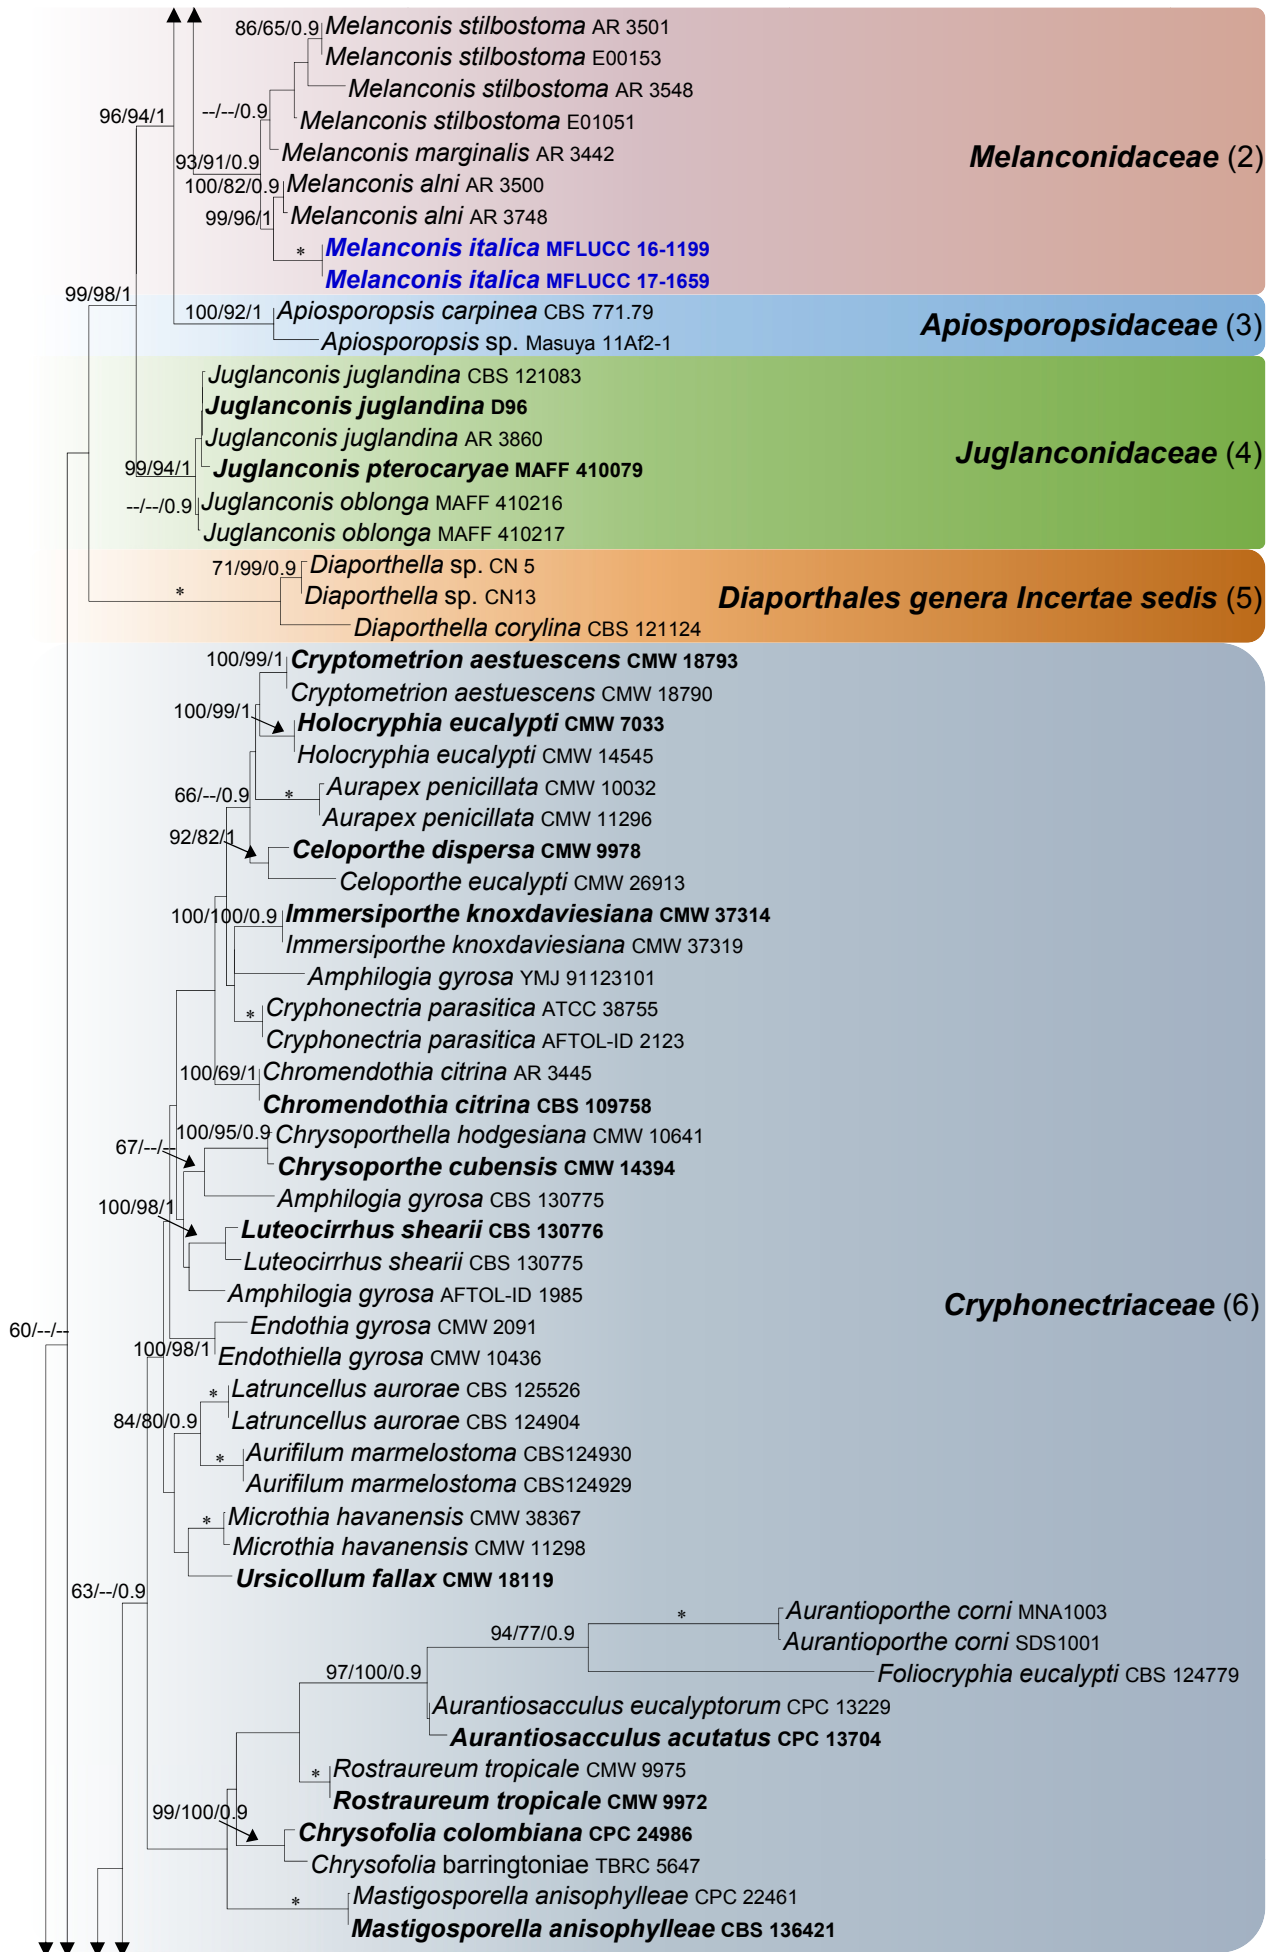 86/65/0.9 Melanconis stilbostoma AR 3501
Melanconis stilbostoma E00153
Melanconis stilbostoma AR 3548
96/94/1
--/--/0.9
Melanconis stilbostoma E01051
Melanconis marginalis AR 3442
Melanconidaceae (2)
93/91/0.9
100/82/0.9 Melanconis alni AR 3500
99/96/1 Melanconis alni AR 3748
* Melanconis italica MFLUCC 16-1199
Melanconis italica MFLUCC 17-1659
99/98/1
100/92/1 Apiosporopsis carpinea CBS 771.79
Apiosporopsidaceae (3)
Apiosporopsis sp. Masuya 11Af2-1
Juglanconis juglandina CBS 121083
Juglanconis juglandina D96
Juglanconis juglandina AR 3860
Juglanconidaceae (4)
99/94/1 Juglanconis pterocaryae MAFF 410079
--/--/0.9 Juglanconis oblonga MAFF 410216
Juglanconis oblonga MAFF 410217
71/99/0.9 Diaporthella sp. CN 5
* Diaporthella sp. CN13
Diaporthales genera Incertae sedis (5)
Diaporthella corylina CBS 121124
100/99/1 Cryptometrion aestuescens CMW 18793
Cryptometrion aestuescens CMW 18790
100/99/1 Holocryphia eucalypti CMW 7033
Holocryphia eucalypti CMW 14545
66/--/0.9 * Aurapex penicillata CMW 10032
Aurapex penicillata CMW 11296
92/82/1 Celoporthe dispersa CMW 9978
Celoporthe eucalypti CMW 26913
100/100/0.9 Immersiporthe knoxdaviesiana CMW 37314
Immersiporthe knoxdaviesiana CMW 37319
Amphilogia gyrosa YMJ 91123101
* Cryphonectria parasitica ATCC 38755
Cryphonectria parasitica AFTOL-ID 2123
100/69/1 Chromendothia citrina AR 3445
Chromendothia citrina CBS 109758
67/--/-- 100/95/0.9 Chrysoporthella hodgesiana CMW 10641
Chrysoporthe cubensis CMW 14394
Amphilogia gyrosa CBS 130775
100/98/1 Luteocirrhus shearii CBS 130776
Luteocirrhus shearii CBS 130775
Amphilogia gyrosa AFTOL-ID 1985
Cryphonectriaceae (6)
60/--/--
Endothia gyrosa CMW 2091
100/98/1 Endothiella gyrosa CMW 10436
* Latruncellus aurorae CBS 125526
84/80/0.9 Latruncellus aurorae CBS 124904
* Aurifilum marmelostoma CBS124930
Aurifilum marmelostoma CBS124929
* Microthia havanensis CMW 38367
Microthia havanensis CMW 11298
Ursicollum fallax CMW 18119
63/--/0.9
* Aurantioporthe corni MNA1003
94/77/0.9 Aurantioporthe corni SDS1001
97/100/0.9 Foliocryphia eucalypti CBS 124779
Aurantiosacculus eucalyptorum CPC 13229
Aurantiosacculus acutatus CPC 13704
* Rostraureum tropicale CMW 9975
Rostraureum tropicale CMW 9972
99/100/0.9 Chrysofolia colombiana CPC 24986
Chrysofolia barringtoniae TBRC 5647
* Mastigosporella anisophylleae CPC 22461
Mastigosporella anisophylleae CBS 136421